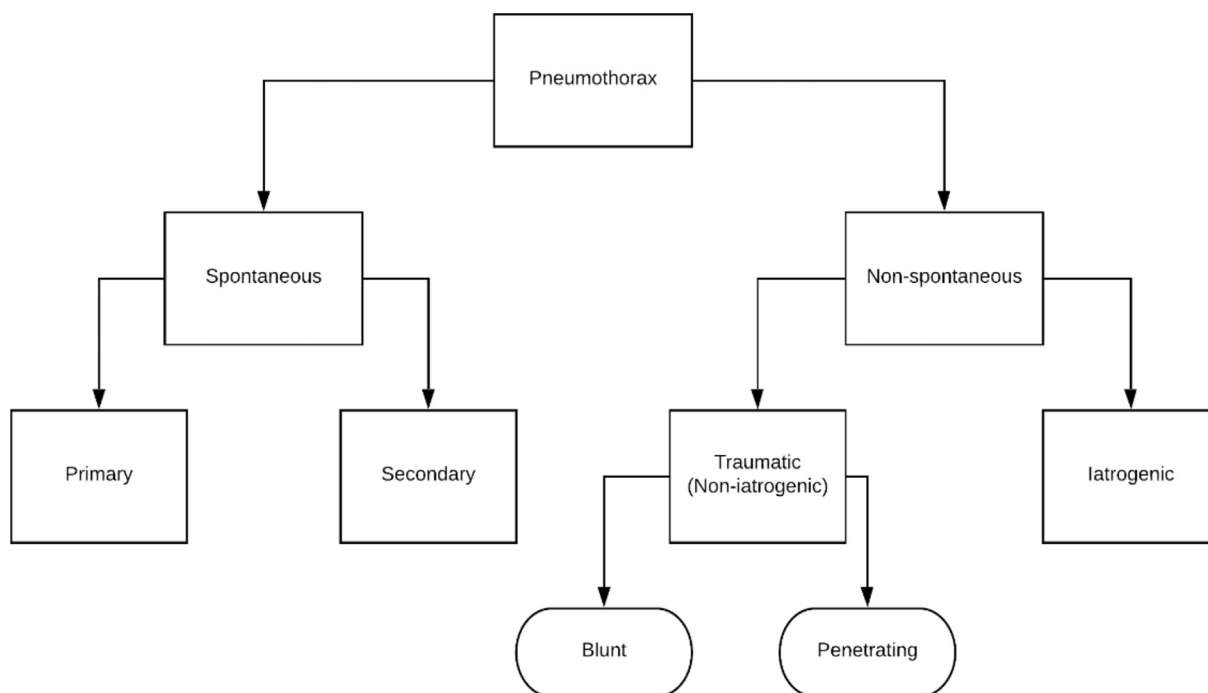 Pneumothorax
Spontaneous
Non-spontaneous
Primary
Secondary
Traumatic
(Non-iatrogenic)
Iatrogenic
Blunt
Penetrating